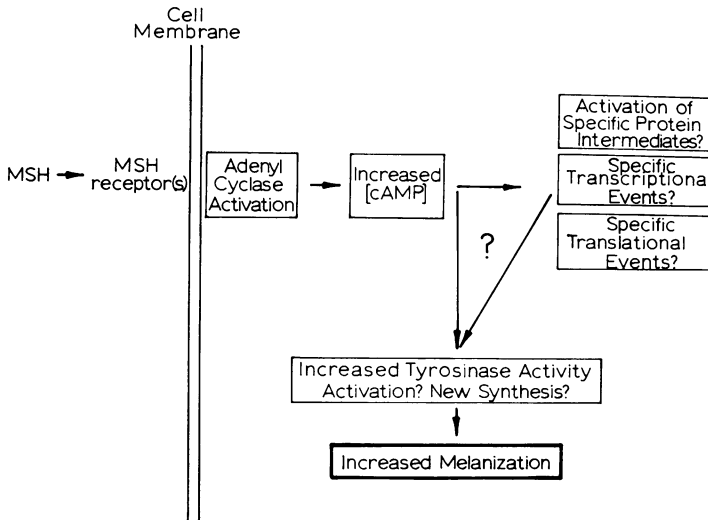 Cell
Membrane
MSH
MSH
receptor(s)
Adenyl
Cyclase
Activation
Increased
[cAMP]
Activation of
Specific Protein
Intermediates?
Specific
Transcriptional
Events?
Specific
Translational
Events?
?
Increased Tyrosinase Activity
Activation? New Synthesis?
Increased Melanization